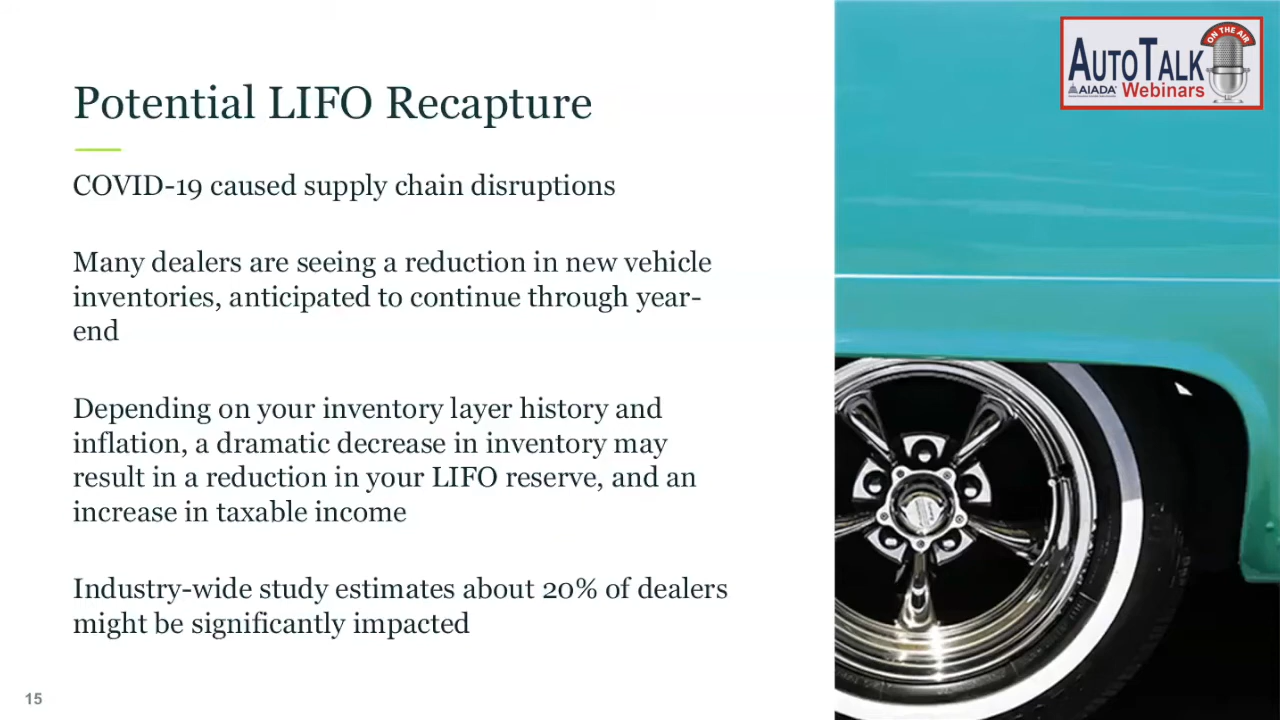 ON THE AIR
AUTOTALK
AIADA
Webinars
Potential LIFO Recapture
COVID-19 caused supply chain disruptions
Many dealers are seeing a reduction in new vehicle
inventories, anticipated to continue through year-
end
Depending on your inventory layer history and
inflation, a dramatic decrease in inventory may
result in a reduction in your LIFO reserve, and an
increase in taxable income
Industry-wide study estimates about 20% of dealers
might be significantly impacted
15